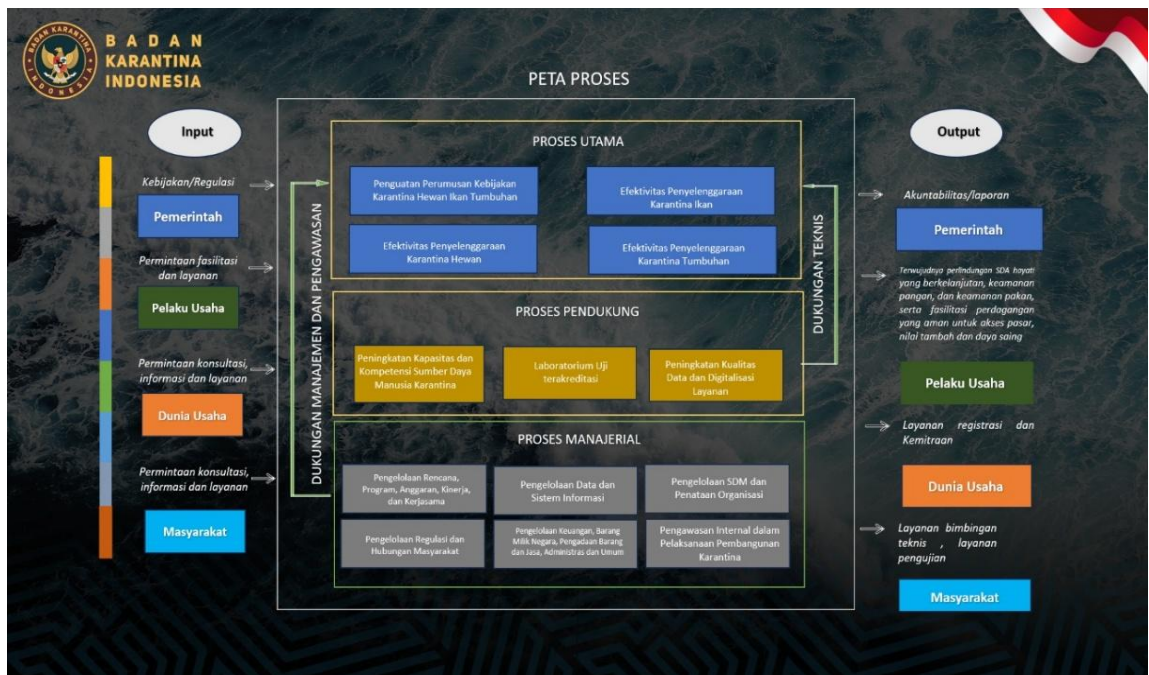 BADAN
KARANTINA
INDONESIA
BADAN KARANTINA
INDONESIA
PETA PROSES
Input
Kebijakan/Regulasi
Pemerintah
Permintaan fasilitasi
dan layanan
Pelaku Usaha
Permintaan konsultasi,
informasi dan layanan
Dunia Usaha
Permintaan konsultasi,
informasi dan layanan
Masyarakat
DUKUNGAN MANAJEMEN DAN PENGAWASAN
PROSES UTAMA
Penguatan Perumusan Kebijakan
Karantina Hewan Ikan Tumbuhan
Efektivitas Penyelenggaraan
Karantina Ikan
Efektivitas Penyelenggaraan
Karantina Hewan
Efektivitas Penyelenggaraan
Karantina Tumbuhan
PROSES PENDUKUNG
Peningkatan Kapasitas dan
Kompetensi Sumber Daya
Manusia Karantina
Laboratorium Uji
terakreditasi
Peningkatan Kualitas
Data dan Digitalisasi
Layanan
PROSES MANAJERIAL
Pengelolaan Rencana,
Program, Anggaran, Kinerja,
dan Kerjasama
Pengelolaan Data dan
Sistem Informasi
Pengelolaan SDM dan
Penataan Organisasi
Pengelolaan Regulasi dan
Hubungan Masyarakat
Pengelolaan Keuangan, Barang
Milik Negara, Pengadaan Barang
dan Jasa, Administras dan Umum
Pengawasan Internal dalam
Pelaksanaan Pembangunan
Karantina
DUKUNGAN TEKNIS
Output
Akuntabilitas/laporan
Pemerintah
Terwujudnya perlindungan SDA hayati
yang berkelanjutan, keamanan
pangan, dan keamanan pakan,
serta fasilitasi perdagangan
yang aman untuk akses pasar,
nilai tambah dan daya saing
Pelaku Usaha
Layanan registrasi dan
Kemitraan
Dunia Usaha
Layanan bimbingan
teknis , layanan
pengujian
Masyarakat